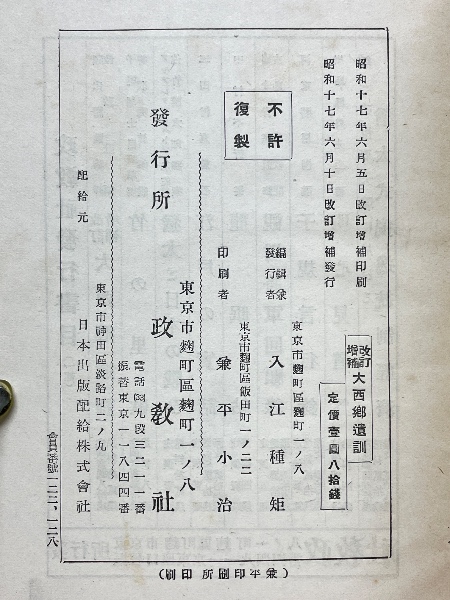 昭和十七年六月五日改訂增補印刷
昭和十七年六月十日改訂增補發行
改訂增補 大西鄕遺訓
定價壹圓八拾錢
不許復製
東京市麴町區麴町一ノ八
編輯兼發行者 入江種矩
東京市麴町區飯田町一ノ二二
印刷者 兼平小治
東京市麴町區麴町一ノ八
發行所 政敎社
電話(33)九段三二一一番
振替東京一一八四四番
東京市神田區淡路町二ノ九
配給元 日本出版配給株式會社
會員番號一二三、一二八
(兼平印刷所印刷)